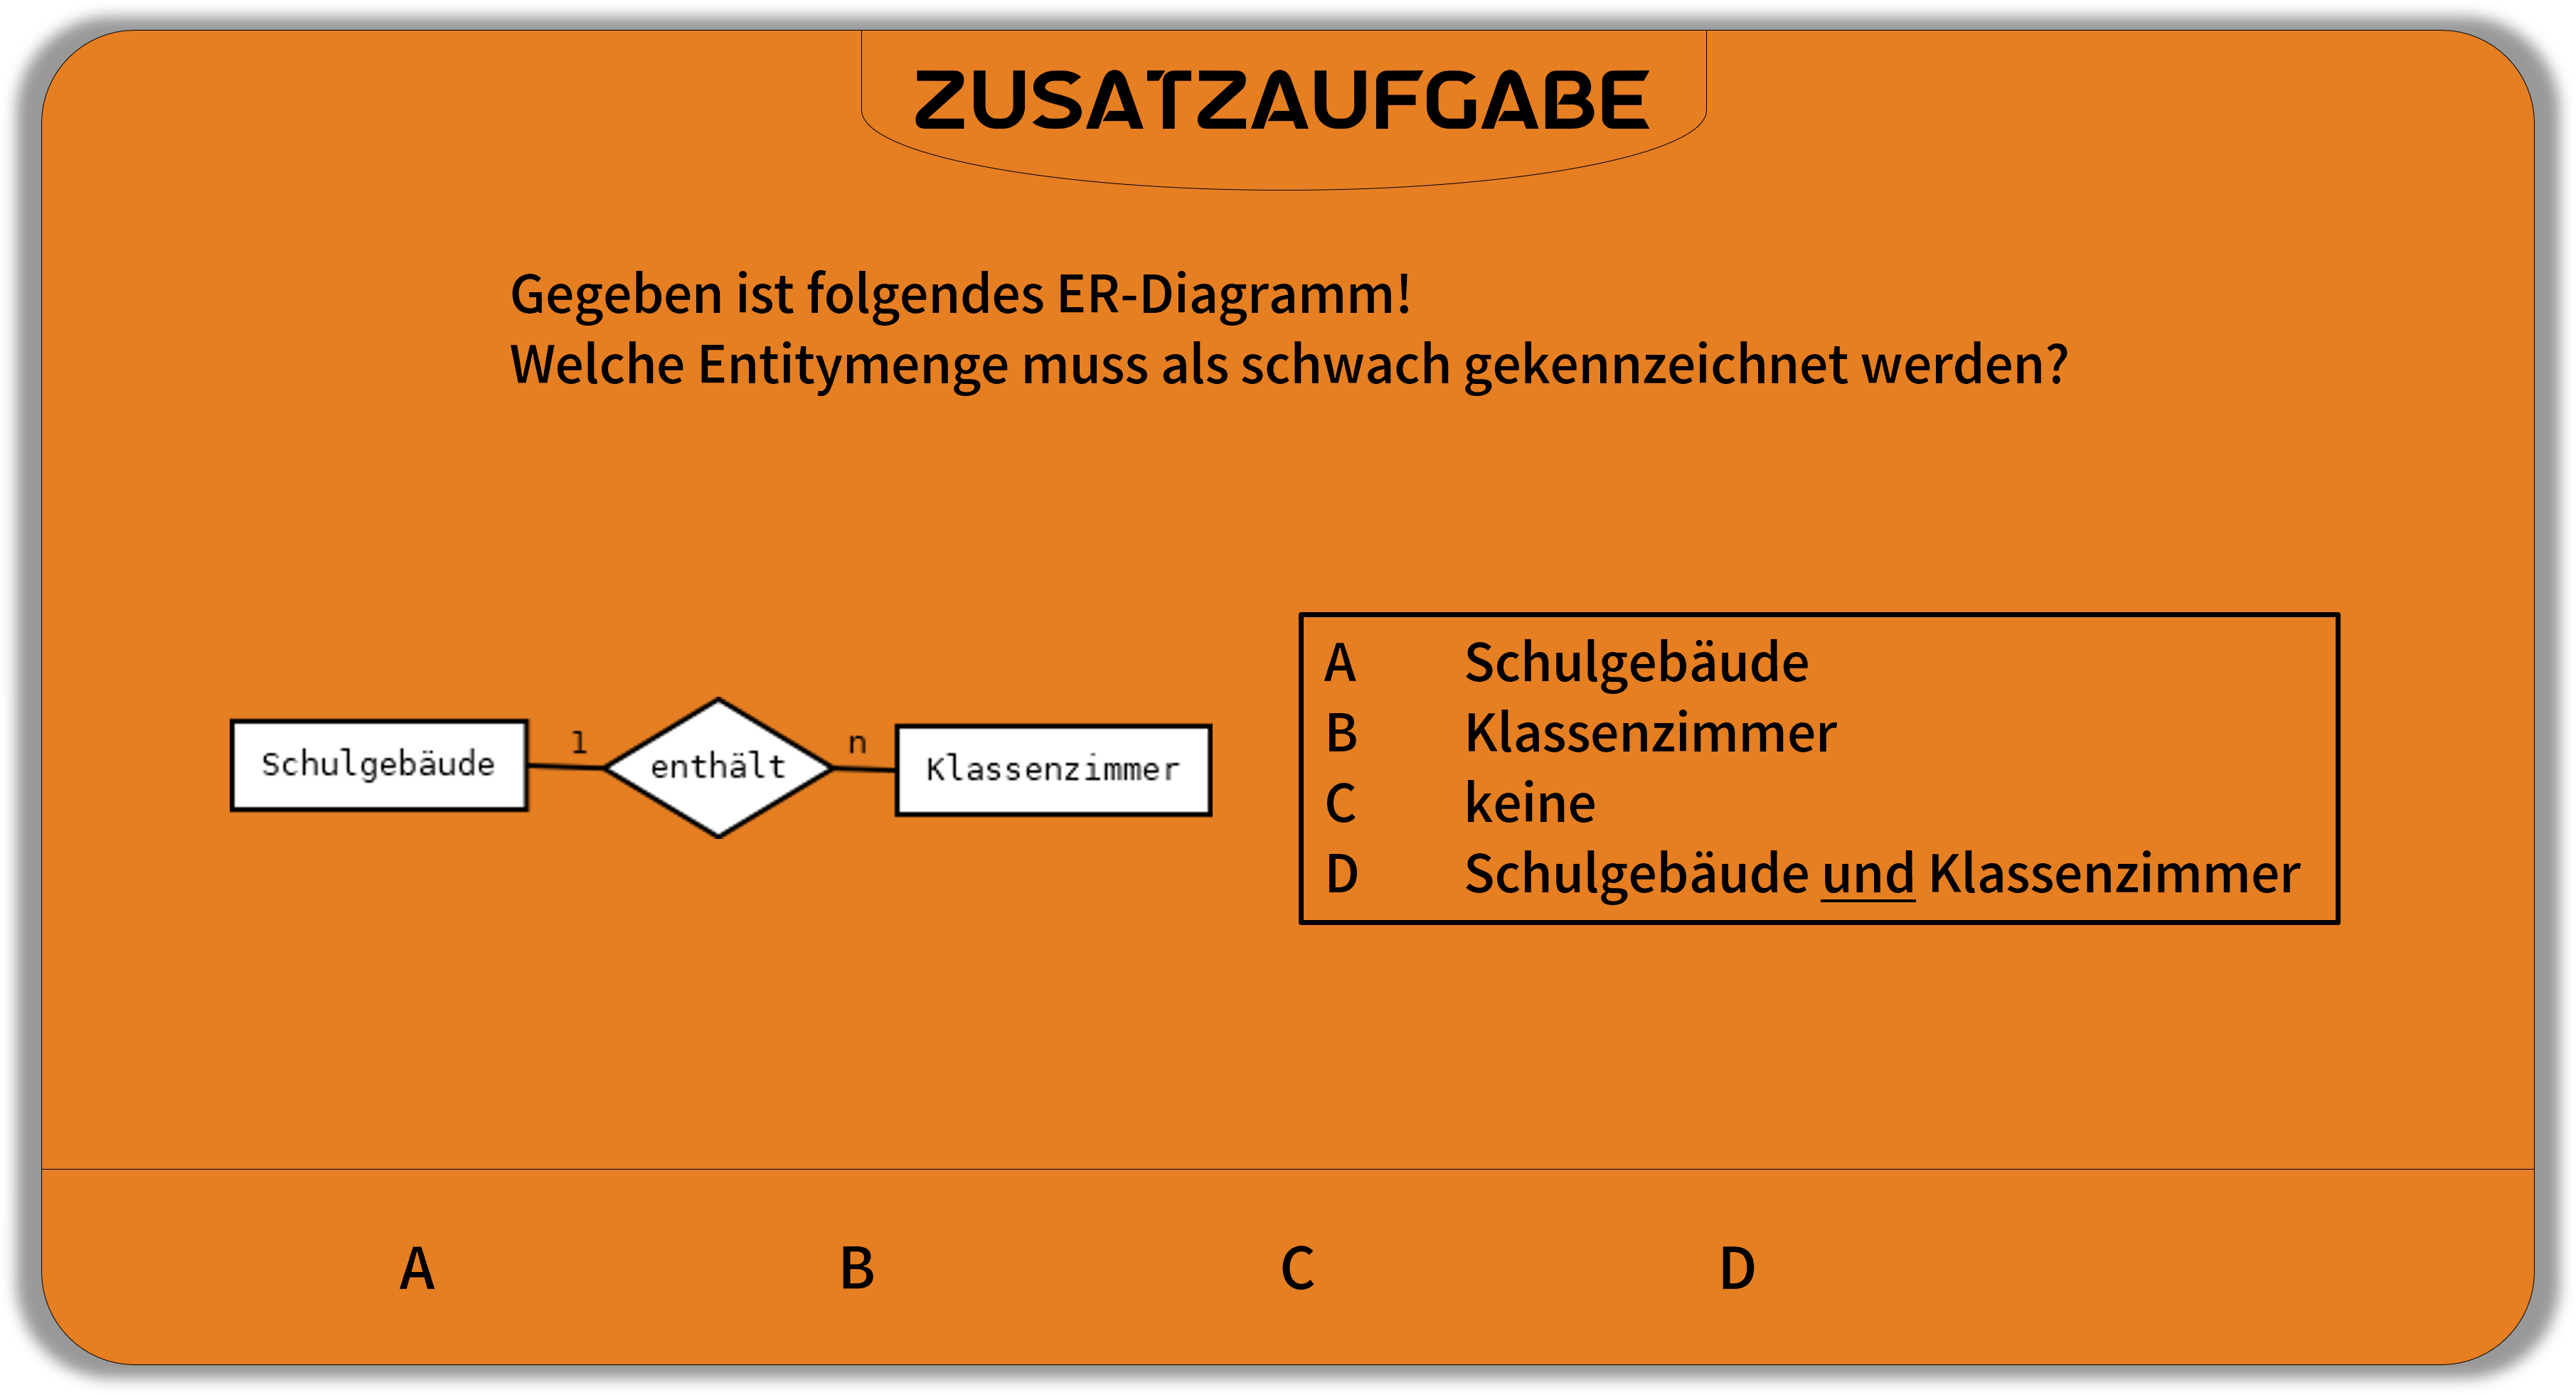 ZUSATZAUFGABE
Gegeben ist folgendes ER-Diagramm!
Welche Entitymenge muss als schwach gekennzeichnet werden?
Schulgebäude 1 enthält n Klassenzimmer
A Schulgebäude
B Klassenzimmer
C keine
D Schulgebäude und Klassenzimmer
A B C D